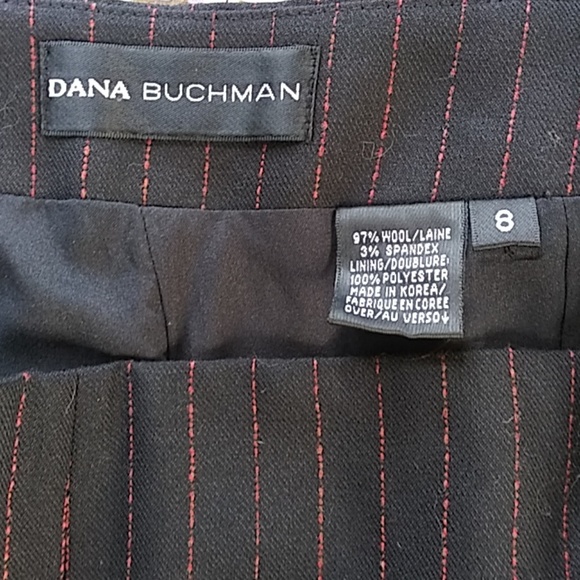 DANA BUCHMAN
97% WOOL/LAINE
3% SPANDEX
LINING/DOUBLURE:
100% POLYESTER
MADE IN KOREA/
FABRIQUE EN COREE
OVER/AU VERSO↓
8